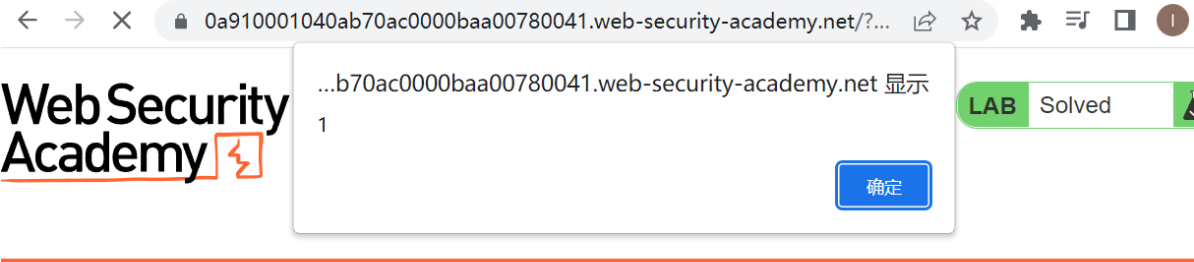 0a910001040ab70ac0000baa00780041.web-security-academy.net/?...
...b70ac0000baa00780041.web-security-academy.net 显示
1
确定
Web Security
Academy
LAB Solved
I